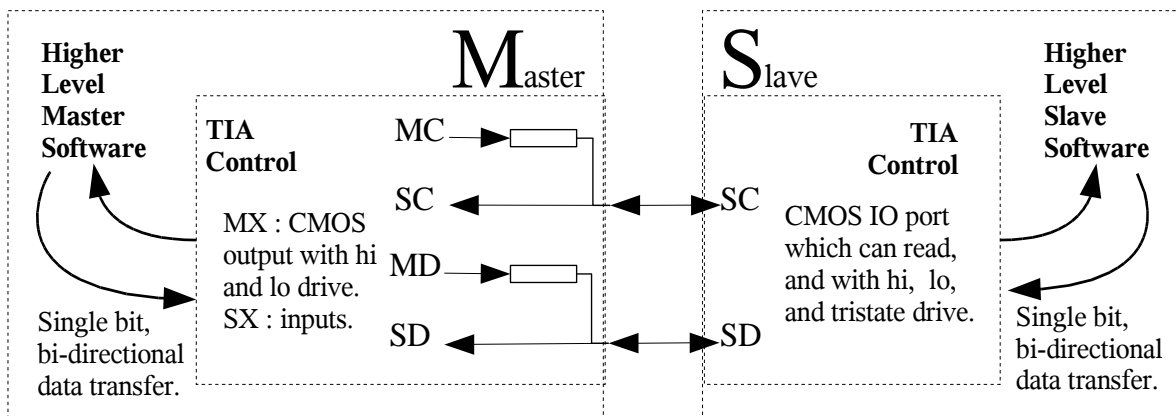 Higher
Level
Master
Software
Master
TIA
Control
MC
SC
MX : CMOS
output with hi
and lo drive.
SX : inputs.
MD
SD
Single bit,
bi-directional
data transfer.
Slave
Higher
Level
Slave
Software
TIA
Control
SC
CMOS IO port
which can read,
and with hi, lo,
and tristate drive.
SD
Single bit,
bi-directional
data transfer.